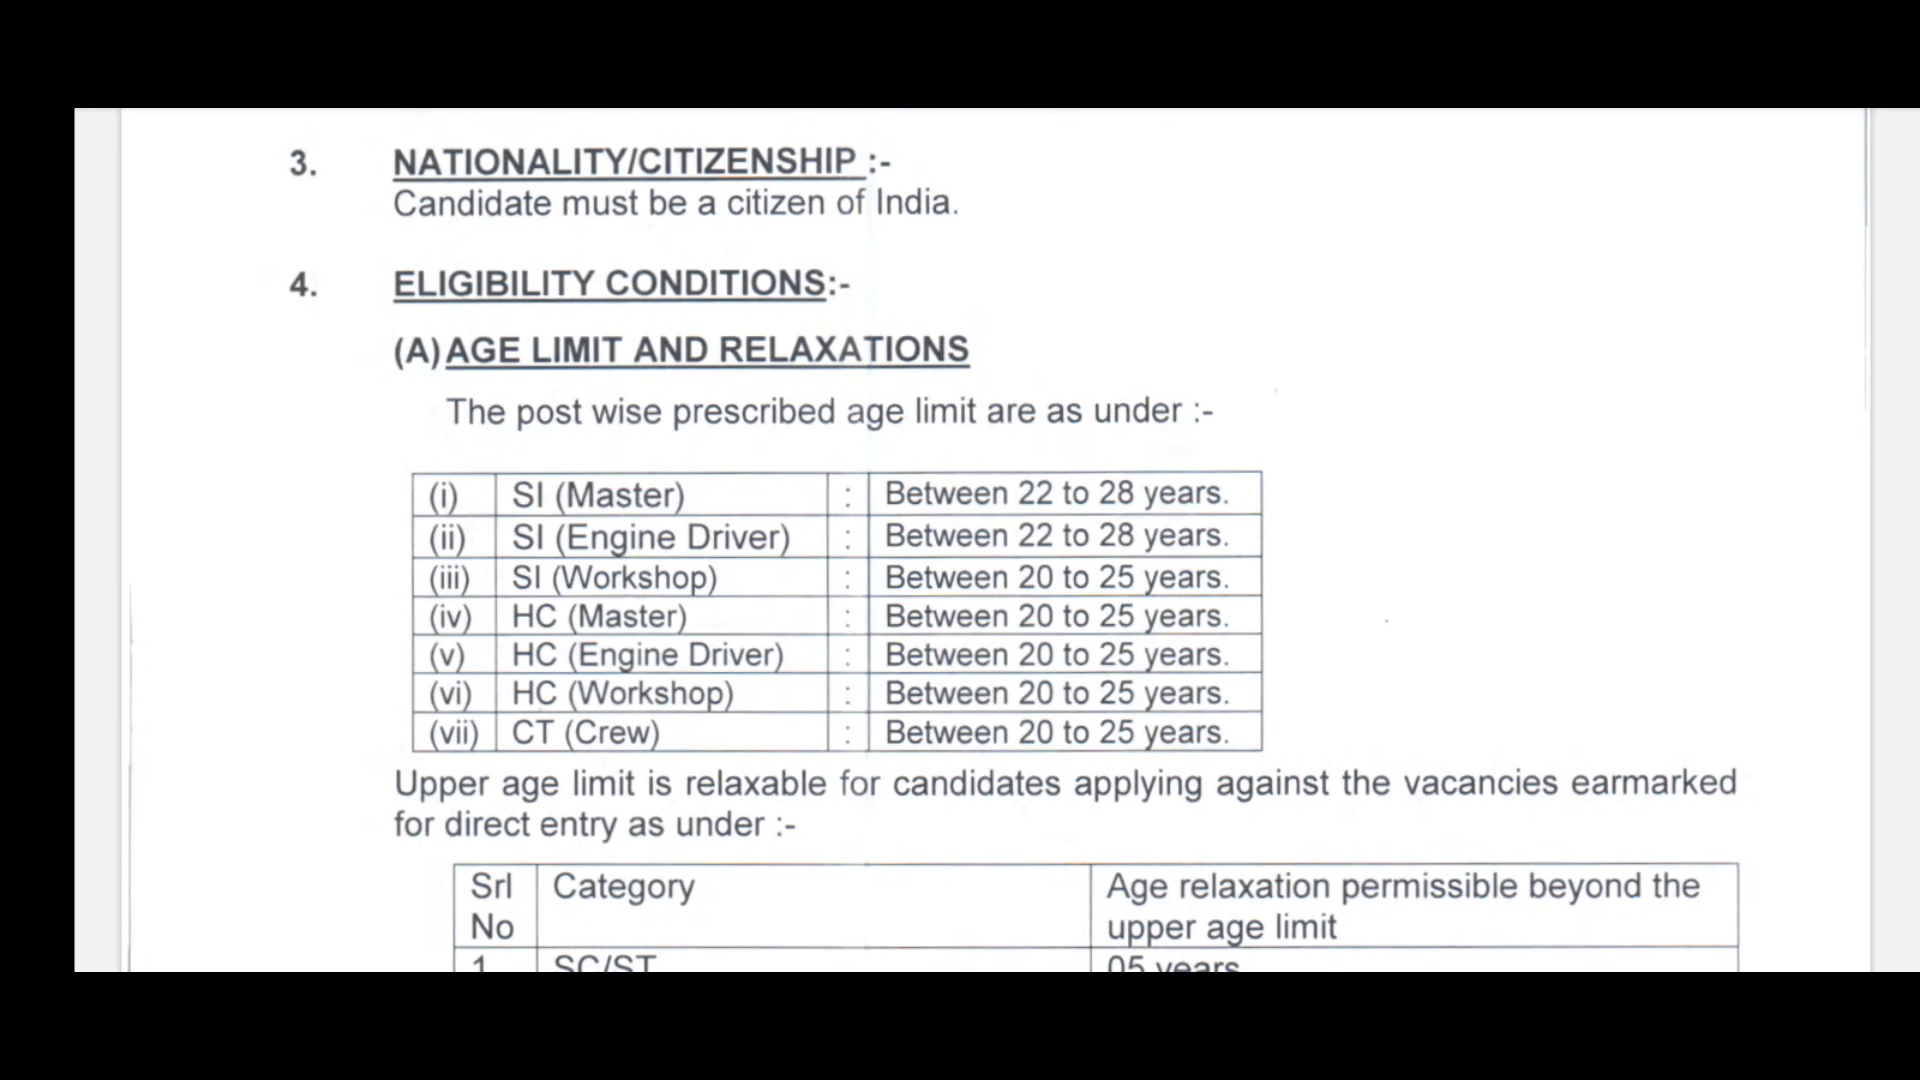 3. NATIONALITY/CITIZENSHIP :-
Candidate must be a citizen of India.
4. ELIGIBILITY CONDITIONS:-
(A) AGE LIMIT AND RELAXATIONS
The post wise prescribed age limit are as under :-
(i) SI (Master) : Between 22 to 28 years.
(ii) SI (Engine Driver) : Between 22 to 28 years.
(iii) SI (Workshop) : Between 20 to 25 years.
(iv) HC (Master) : Between 20 to 25 years.
(v) HC (Engine Driver) : Between 20 to 25 years.
(vi) HC (Workshop) : Between 20 to 25 years.
(vii) CT (Crew) : Between 20 to 25 years.
Upper age limit is relaxable for candidates applying against the vacancies earmarked
for direct entry as under :-
Srl Category Age relaxation permissible beyond the
No upper age limit
1 SC/ST 05 years